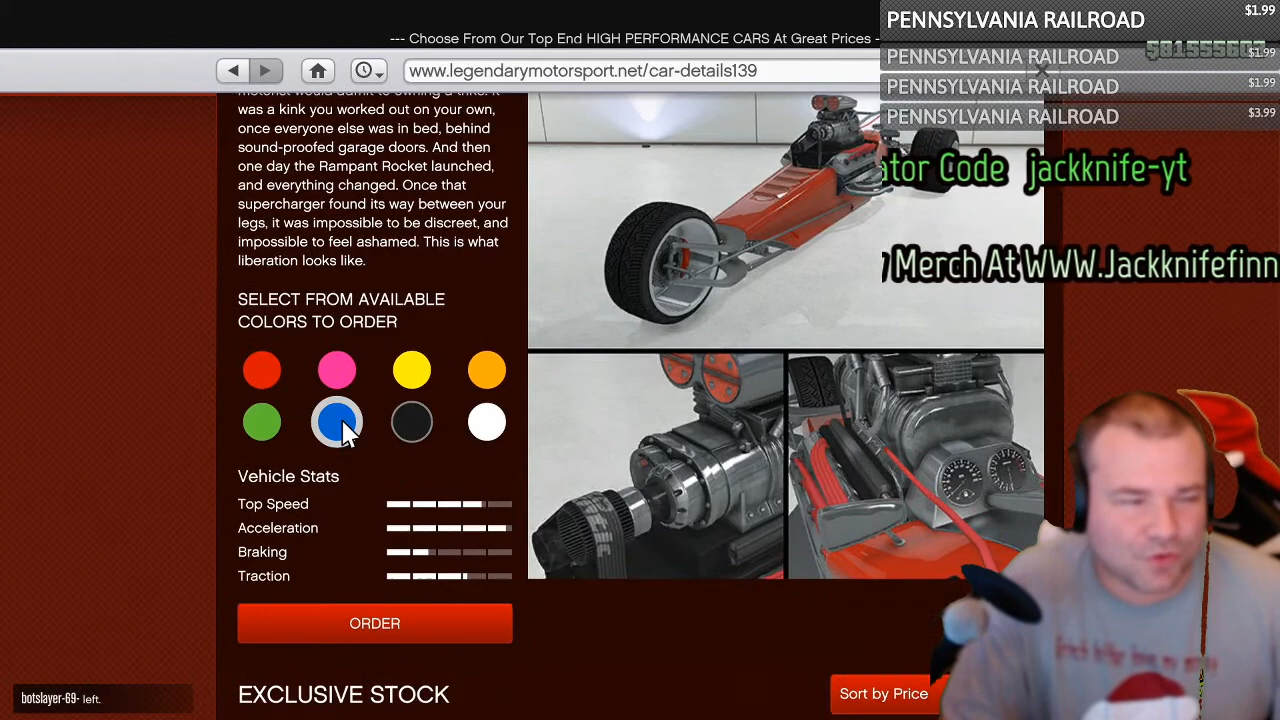 --- Choose From Our Top End HIGH PERFORMANCE CARS At Great Prices -
PENNSYLVANIA RAILROAD $1.99
PENNSYLVANIA RAILROAD $1.99
PENNSYLVANIA RAILROAD $1.99
PENNSYLVANIA RAILROAD $3.99
www.legendarymotorsport.net/car-details139
ator Code jackknife-yt
Merch At WWW.Jackknifefinn
was a kink you worked out on your own,
once everyone else was in bed, behind
sound-proofed garage doors. And then
one day the Rampant Rocket launched,
and everything changed. Once that
supercharger found its way between your
legs, it was impossible to be discreet, and
impossible to feel ashamed. This is what
liberation looks like.
SELECT FROM AVAILABLE
COLORS TO ORDER
Vehicle Stats
Top Speed
Acceleration
Braking
Traction
ORDER
EXCLUSIVE STOCK
Sort by Price
botslayer-69- left.